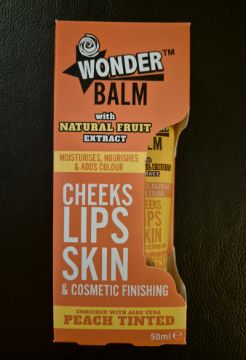 WONDER™
BALM
with
NATURAL FRUIT
EXTRACT
MOISTURISES, NOURISHES
& ADDS COLOUR
CHEEKS
LIPS
SKIN
& COSMETIC FINISHING
ENRICHED WITH ALOE VERA
PEACH TINTED
50ml e